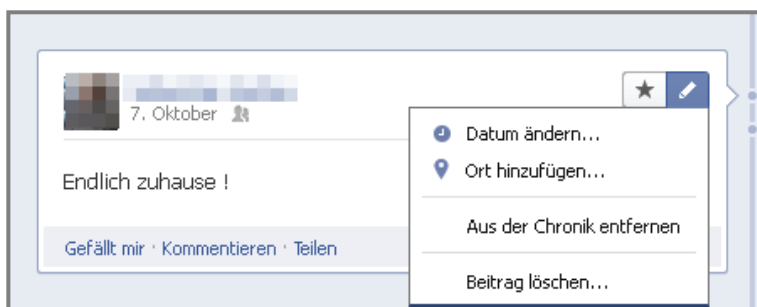 7. Oktober
Datum ändern...
Ort hinzufügen...
Endlich zuhause !
Aus der Chronik entfernen
Gefällt mir · Kommentieren · Teilen
Beitrag löschen...